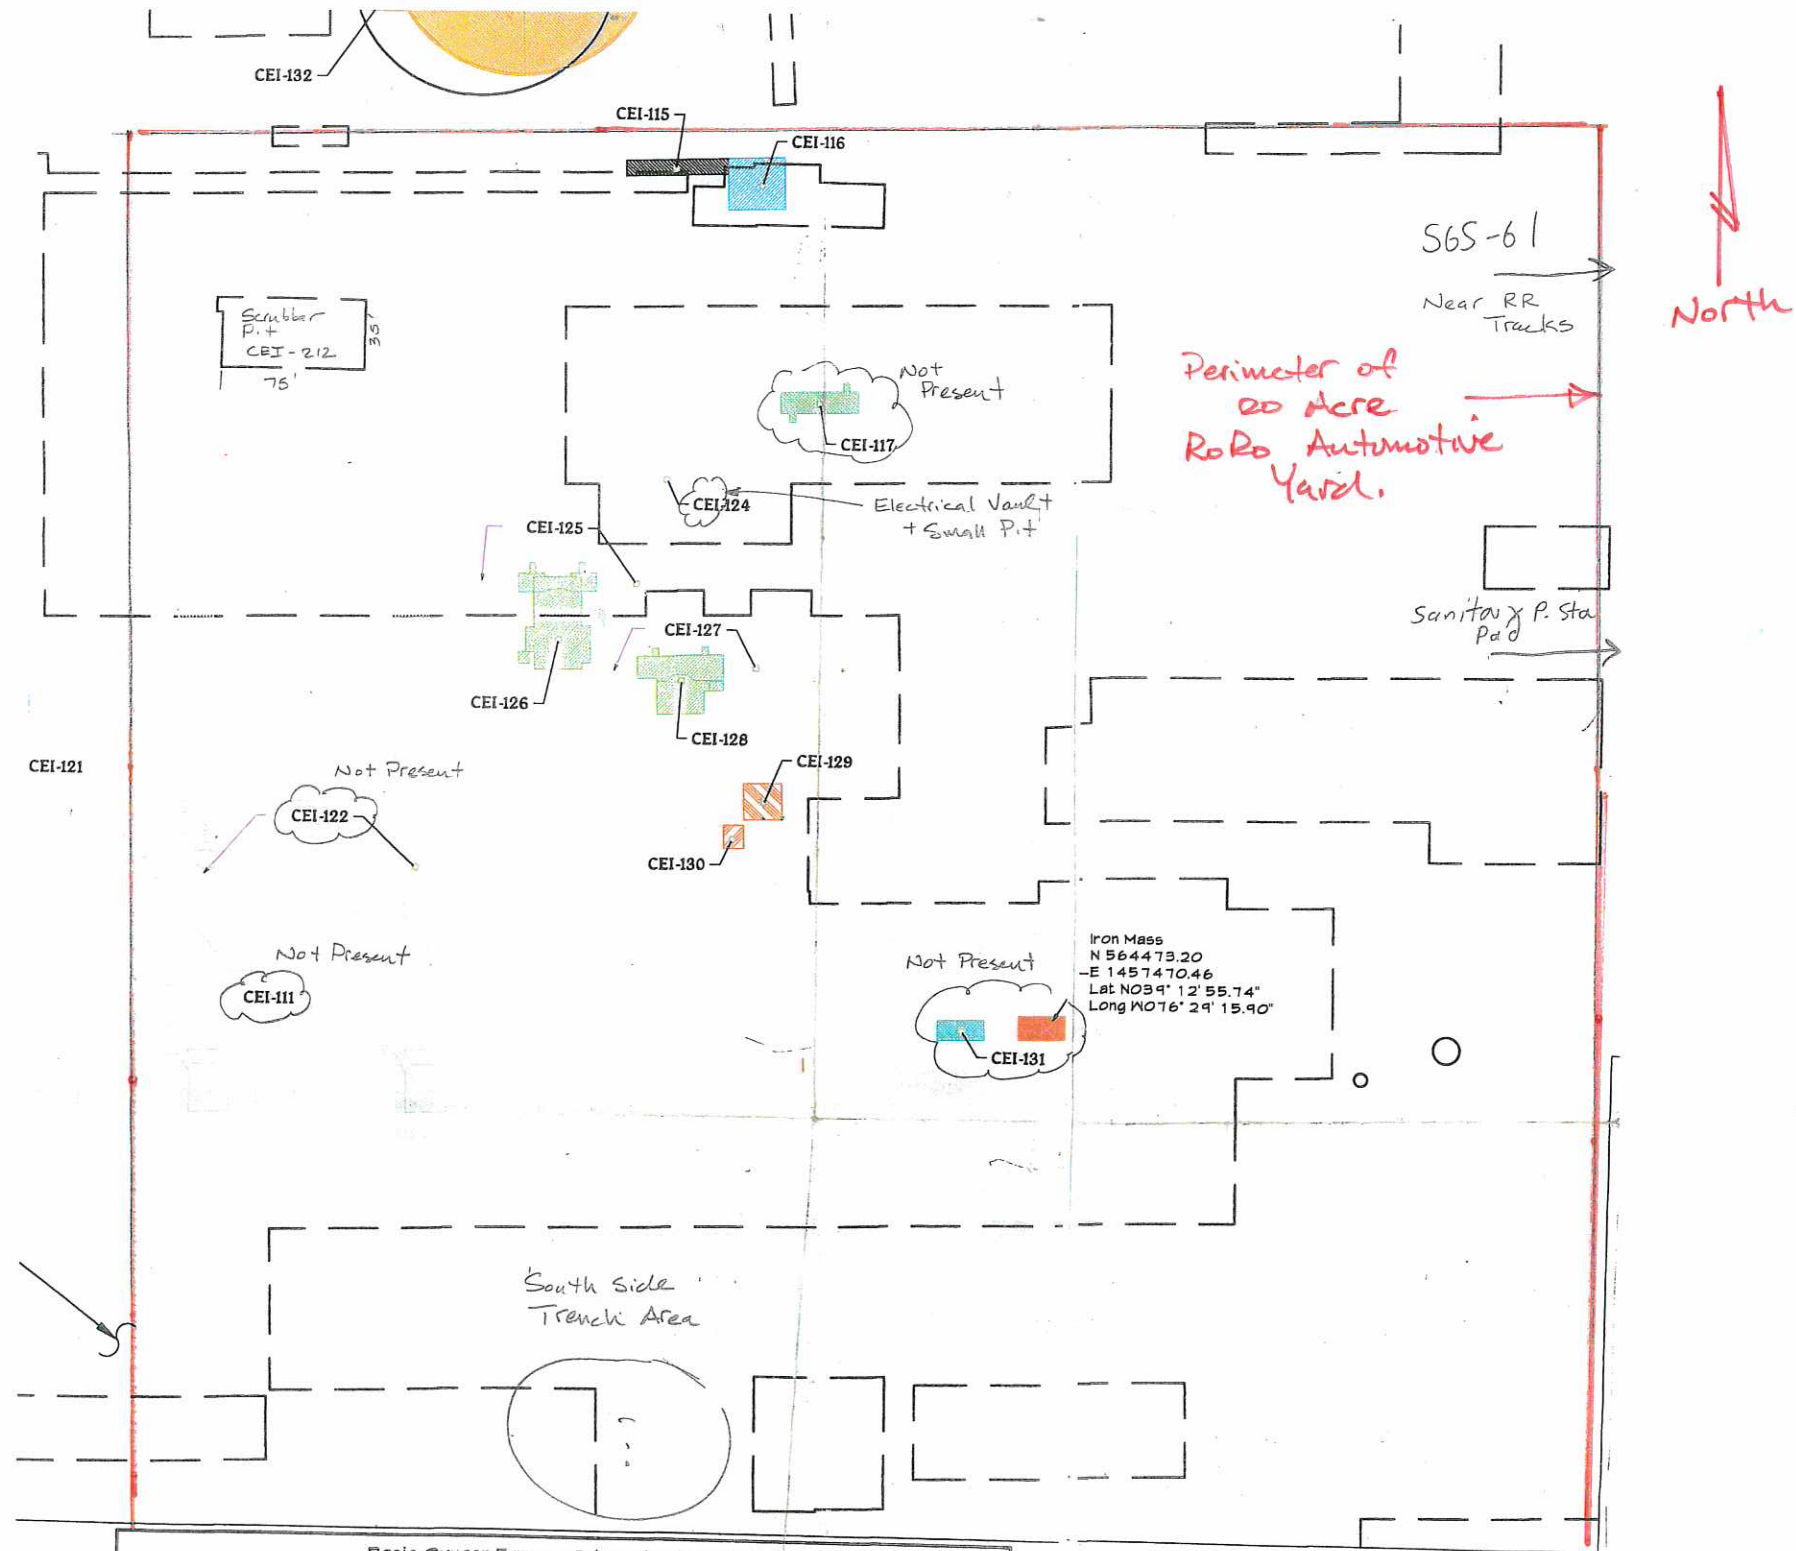 CEI-132
CEI-115
CEI-116
SGS-61
Near RR
Tracks
North
Scrubber
Pit
CEI-212
35'
75'
Not
Present
CEI-117
Perimeter of
20 Acre
RoRo Automotive
Yard.
CEI-124
Electrical Vault
+ Small Pit
CEI-125
Sanitary P. Sta
Pad
CEI-127
CEI-126
CEI-128
CEI-121
Not Present
CEI-122
CEI-129
CEI-130
Not Present
CEI-111
Not Present
Iron Mass
N 564473.20
E 1457470.46
Lat N039° 12' 55.74"
Long W076° 29' 15.90"
CEI-131
South Side
Trench Area